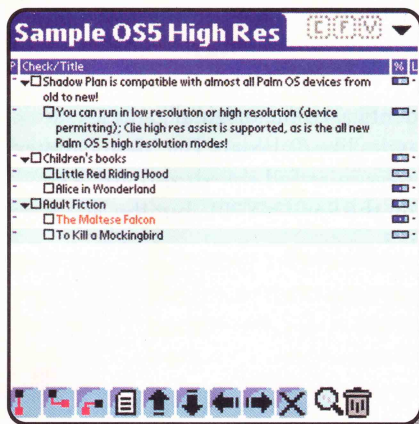 Sample OS5 High Res C F V
P Check/Title % L
Shadow Plan is compatible with almost all Palm OS devices from
old to new!
You can run in low resolution or high resolution (device
permitting); Clie high res assist is supported, as is the all new
Palm OS 5 high resolution modes!
Children's books
Little Red Riding Hood
Alice in Wonderland
Adult Fiction
The Maltese Falcon
To Kill a Mockingbird